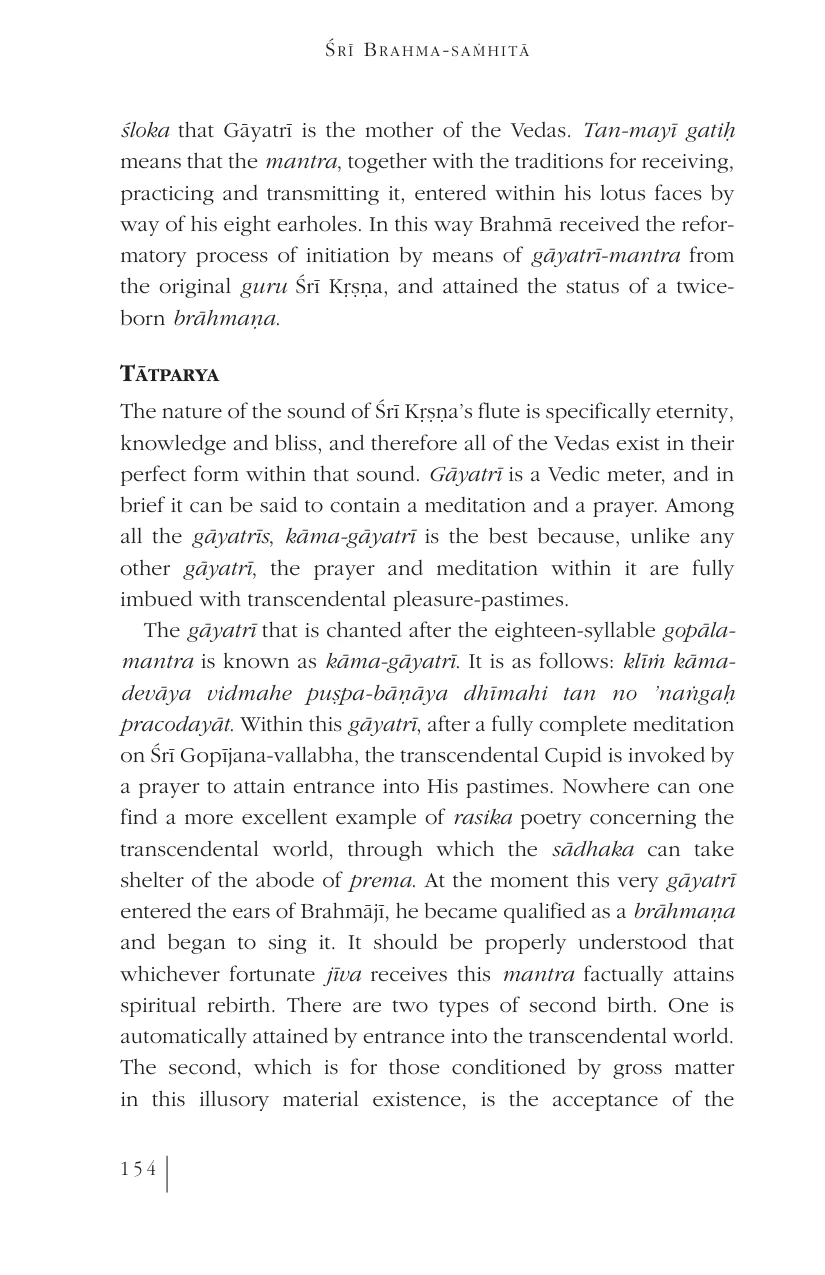 ŚRĪ BRAHMA-SAṀHITĀ
śloka that Gāyatrī is the mother of the Vedas. Tan-mayī gatiḥ
means that the mantra, together with the traditions for receiving,
practicing and transmitting it, entered within his lotus faces by
way of his eight earholes. In this way Brahmā received the refor-
matory process of initiation by means of gāyatrī-mantra from
the original guru Śrī Kṛṣṇa, and attained the status of a twice-
born brāhmaṇa.
TĀTPARYA
The nature of the sound of Śrī Kṛṣṇa’s flute is specifically eternity,
knowledge and bliss, and therefore all of the Vedas exist in their
perfect form within that sound. Gāyatrī is a Vedic meter, and in
brief it can be said to contain a meditation and a prayer. Among
all the gāyatrīs, kāma-gāyatrī is the best because, unlike any
other gāyatrī, the prayer and meditation within it are fully
imbued with transcendental pleasure-pastimes.
The gāyatrī that is chanted after the eighteen-syllable gopāla-
mantra is known as kāma-gāyatrī. It is as follows: klīṁ kāma-
devāya vidmahe puṣpa-bāṇāya dhīmahi tan no ’naṅgaḥ
pracodayāt. Within this gāyatrī, after a fully complete meditation
on Śrī Gopījana-vallabha, the transcendental Cupid is invoked by
a prayer to attain entrance into His pastimes. Nowhere can one
find a more excellent example of rasika poetry concerning the
transcendental world, through which the sādhaka can take
shelter of the abode of prema. At the moment this very gāyatrī
entered the ears of Brahmājī, he became qualified as a brāhmaṇa
and began to sing it. It should be properly understood that
whichever fortunate jīva receives this mantra factually attains
spiritual rebirth. There are two types of second birth. One is
automatically attained by entrance into the transcendental world.
The second, which is for those conditioned by gross matter
in this illusory material existence, is the acceptance of the
154